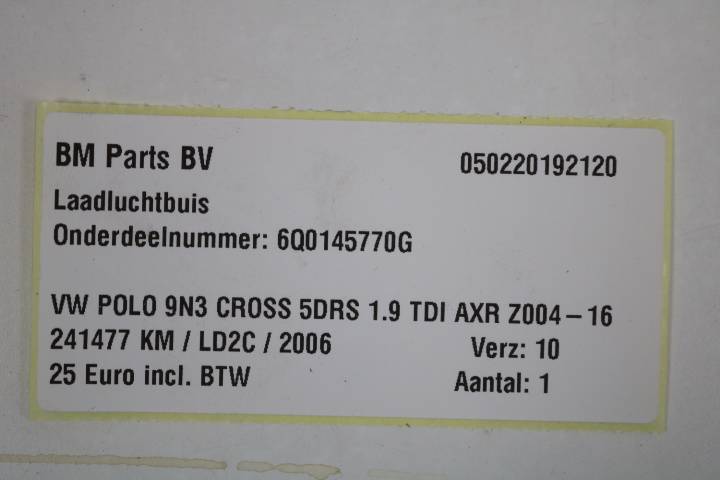 BM Parts BV 050220192120
Laadluchtbuis
Onderdeelnummer: 6Q0145770G
VW POLO 9N3 CROSS 5DRS 1.9 TDI AXR Z004-16
241477 KM / LD2C / 2006 Verz: 10
25 Euro incl. BTW Aantal: 1